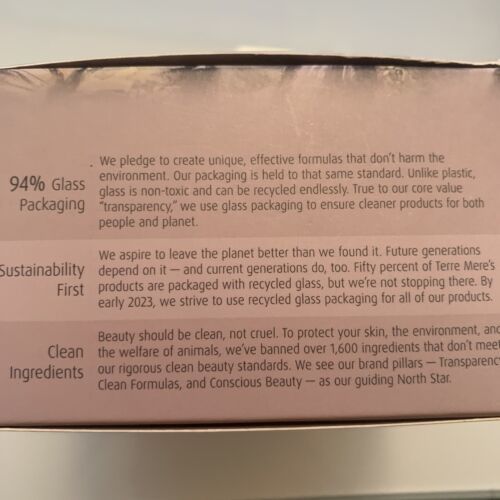 We pledge to create unique, effective formulas that don't harm the
environment. Our packaging is held to that same standard. Unlike plastic,
94% Glass
glass is non-toxic and can be recycled endlessly. True to our core value
Packaging
"transparency," we use glass packaging to ensure cleaner products for both
people and planet.
We aspire to leave the planet better than we found it. Future generations
Sustainability
depend on it — and current generations do, too. Fifty percent of Terre Mere's
First
products are packaged with recycled glass, but we're not stopping there. By
early 2023, we strive to use recycled glass packaging for all of our products.
Beauty should be clean, not cruel. To protect your skin, the environment, and
Clean
the welfare of animals, we've banned over 1,600 ingredients that don't meet
Ingredients
our rigorous clean beauty standards. We see our brand pillars — Transparency,
Clean Formulas, and Conscious Beauty — as our guiding North Star.